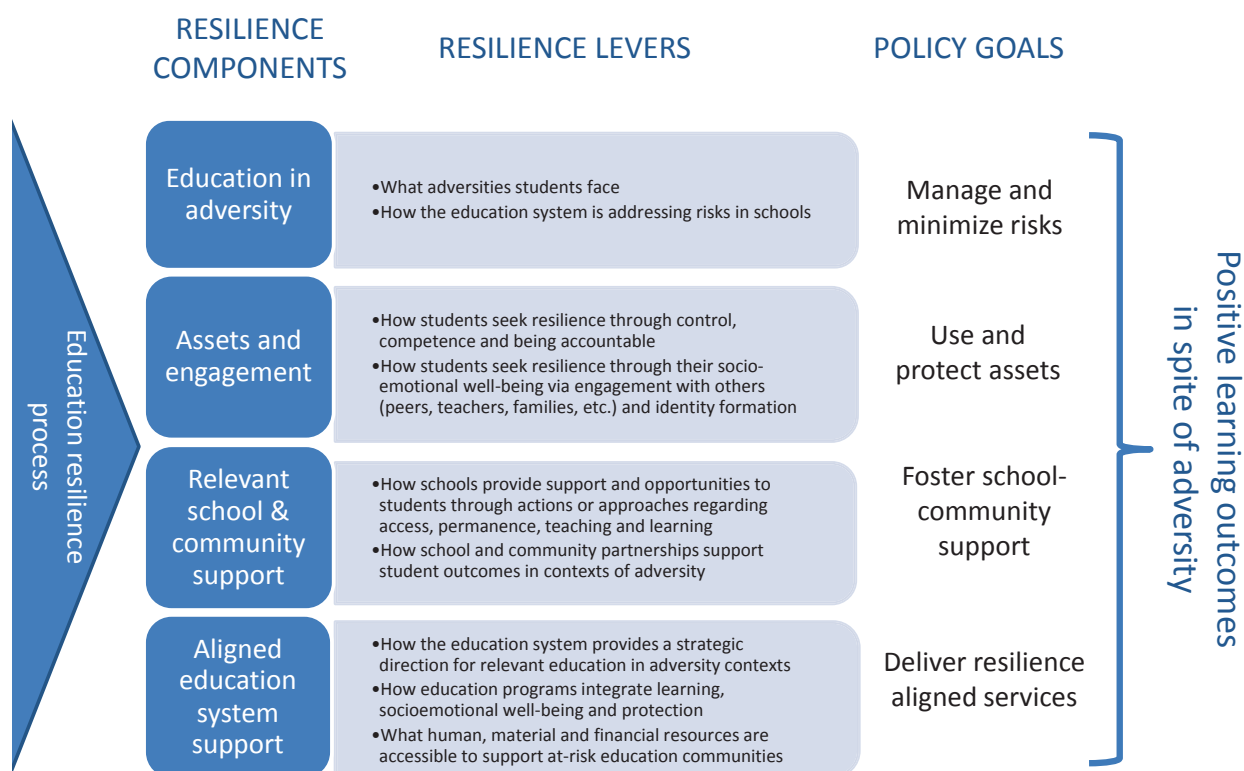 RESILIENCE
COMPONENTS
RESILIENCE LEVERS
POLICY GOALS
Education resilience
process
Education in
adversity
•What adversities students face
•How the education system is addressing risks in schools
Manage and
minimize risks
Assets and
engagement
•How students seek resilience through control,
competence and being accountable
•How students seek resilience through their socio-
emotional well-being via engagement with others
(peers, teachers, families, etc.) and identity formation
Use and
protect assets
Relevant
school &
community
support
•How schools provide support and opportunities to
students through actions or approaches regarding
access, permanence, teaching and learning
•How school and community partnerships support
student outcomes in contexts of adversity
Foster school-
community
support
Aligned
education
system
support
•How the education system provides a strategic
direction for relevant education in adversity contexts
•How education programs integrate learning,
socioemotional well-being and protection
•What human, material and financial resources are
accessible to support at-risk education communities
Deliver resilience
aligned services
Positive learning outcomes
in spite of adversity